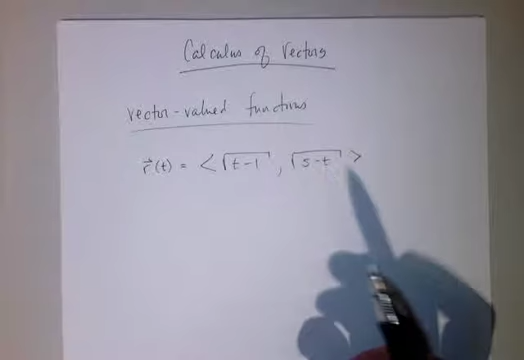 Calculus of Vectors
vector-valued functions
r⃗(t) = <√(t-1), √(5-t)>